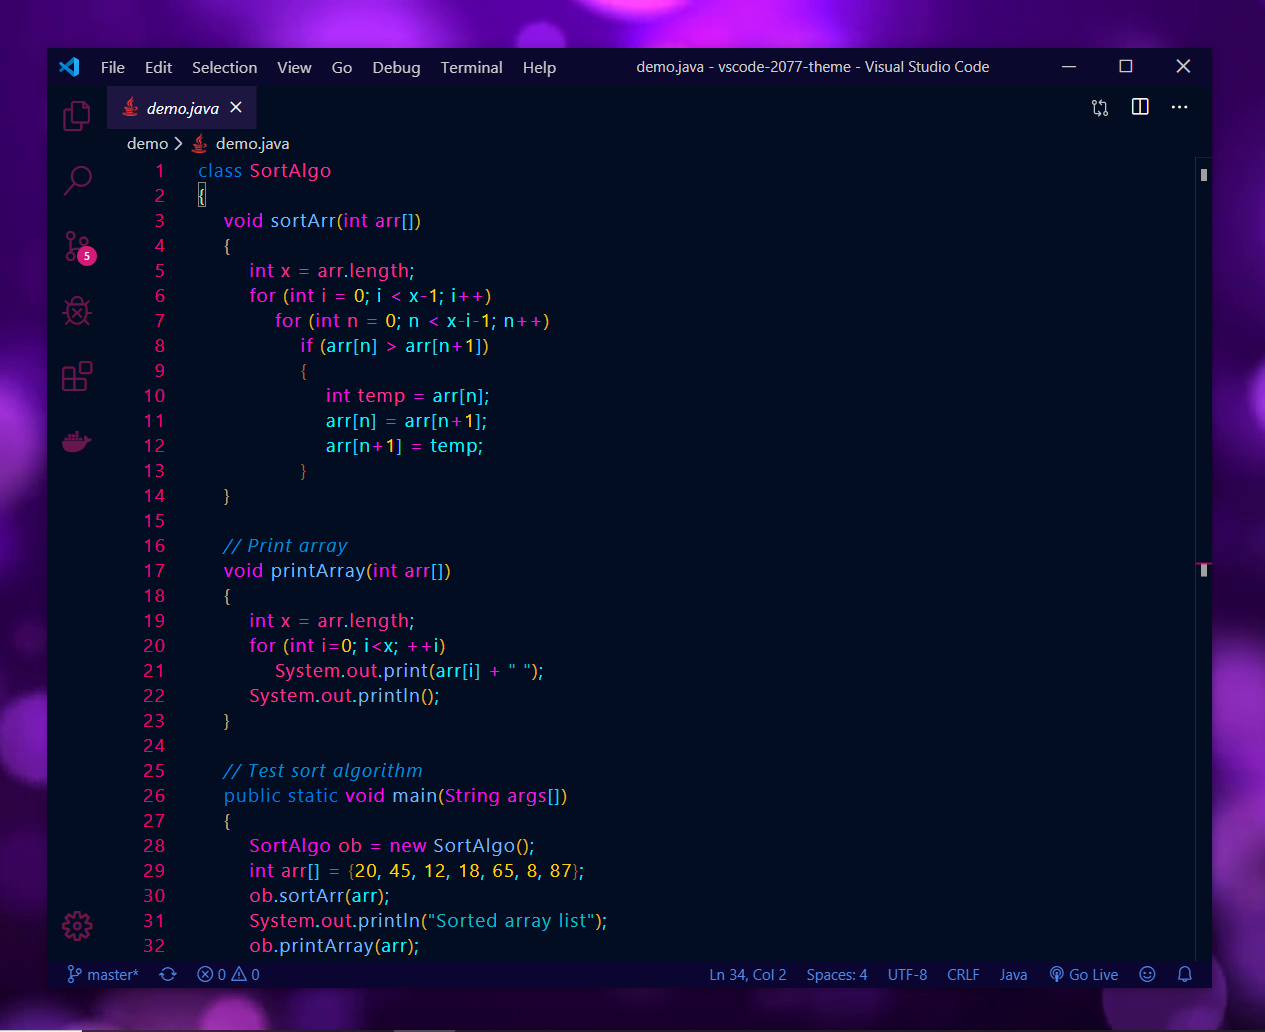 File Edit Selection View Go Debug Terminal Help demo.java - vscode-2077-theme - Visual Studio Code
demo.java
demo > demo.java
1 class SortAlgo
2 {
3 void sortArr(int arr[])
4 {
5 int x = arr.length;
6 for (int i = 0; i < x-1; i++)
7 for (int n = 0; n < x-i-1; n++)
8 if (arr[n] > arr[n+1])
9 {
10 int temp = arr[n];
11 arr[n] = arr[n+1];
12 arr[n+1] = temp;
13 }
14 }
15
16 // Print array
17 void printArray(int arr[])
18 {
19 int x = arr.length;
20 for (int i=0; i<x; ++i)
21 System.out.print(arr[i] + " ");
22 System.out.println();
23 }
24
25 // Test sort algorithm
26 public static void main(String args[])
27 {
28 SortAlgo ob = new SortAlgo();
29 int arr[] = {20, 45, 12, 18, 65, 8, 87};
30 ob.sortArr(arr);
31 System.out.println("Sorted array list");
32 ob.printArray(arr);
5
master* 0 0 Ln 34, Col 2 Spaces: 4 UTF-8 CRLF Java Go Live